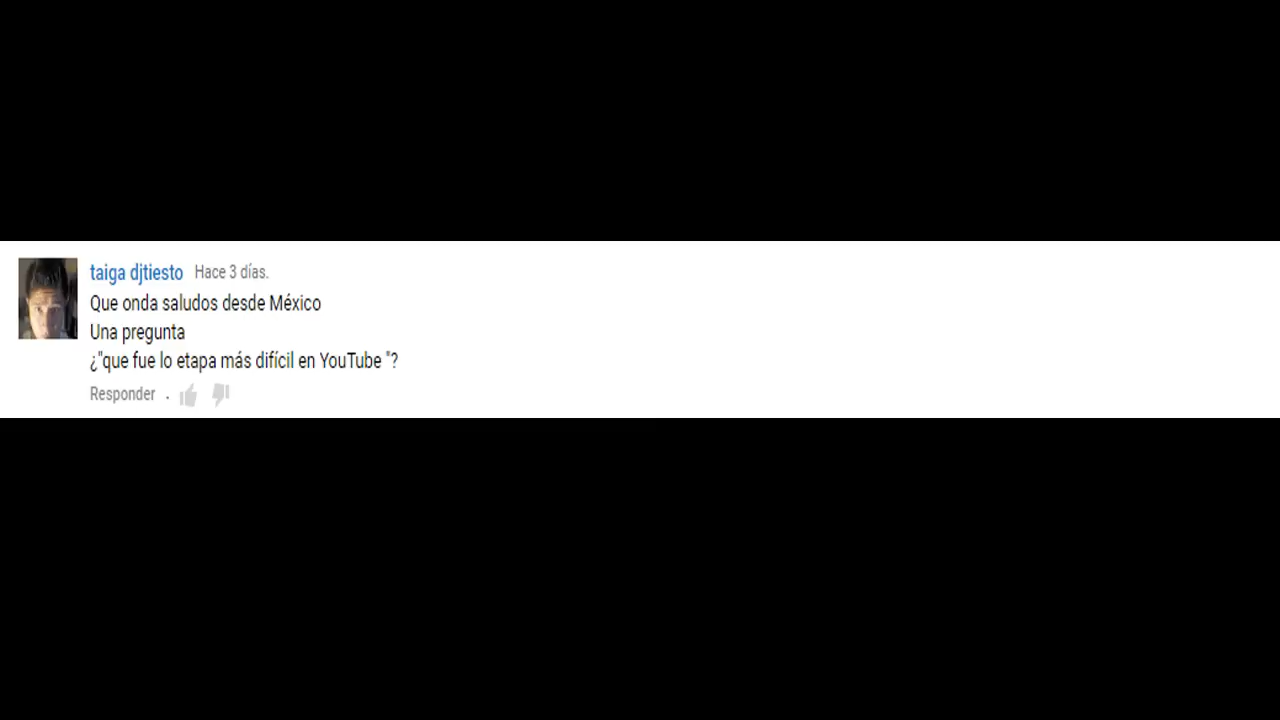 taiga djtiesto Hace 3 días.
Que onda saludos desde México
Una pregunta
¿"que fue lo etapa más difícil en YouTube "?
Responder .